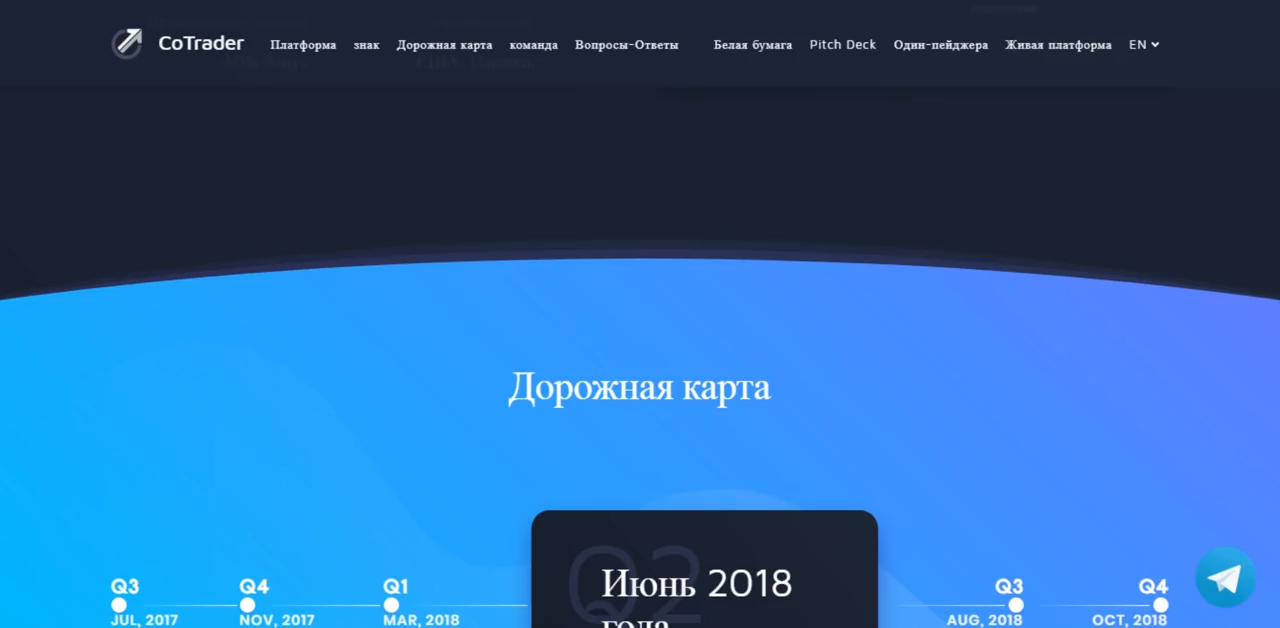 CoTrader Платформа знак Дорожная карта команда Вопросы-Ответы Белая бумага Pitch Deck Один-пейджера Живая платформа EN
Дорожная карта
Q2
Июнь 2018
года
Q3 Q4 Q1 Q3 Q4
JUL, 2017 NOV, 2017 MAR, 2018 AUG, 2018 OCT, 2018